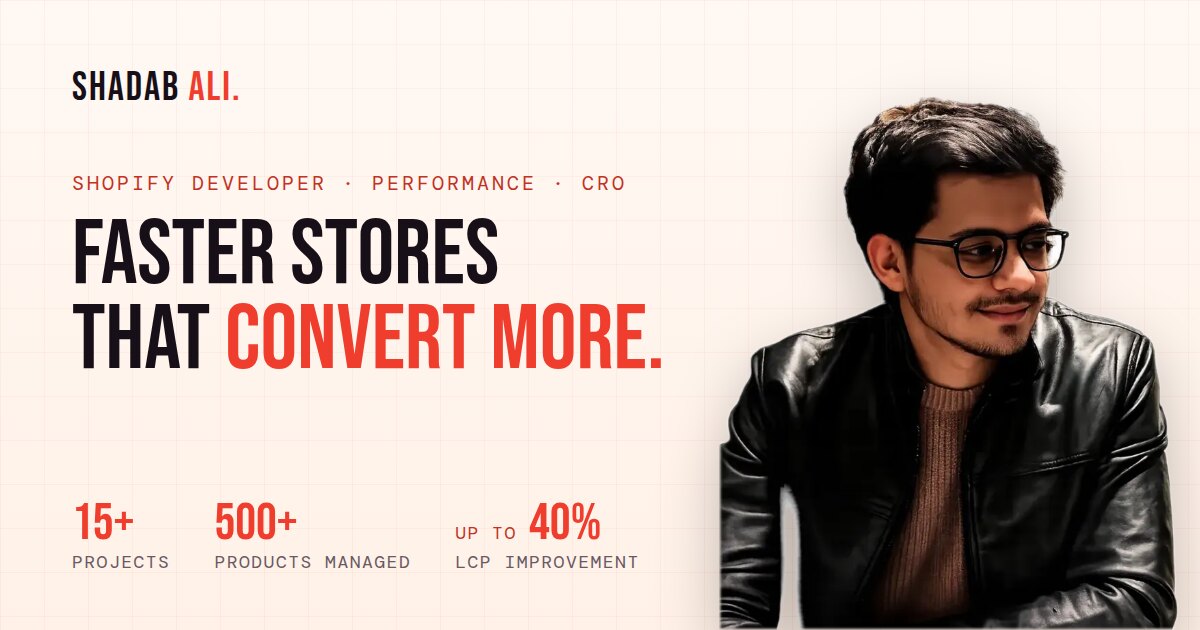 SHADAB ALI.
SHOPIFY DEVELOPER · PERFORMANCE · CRO
FASTER STORES
THAT CONVERT MORE.
15+
PROJECTS
500+
PRODUCTS MANAGED
UP TO 40%
LCP IMPROVEMENT